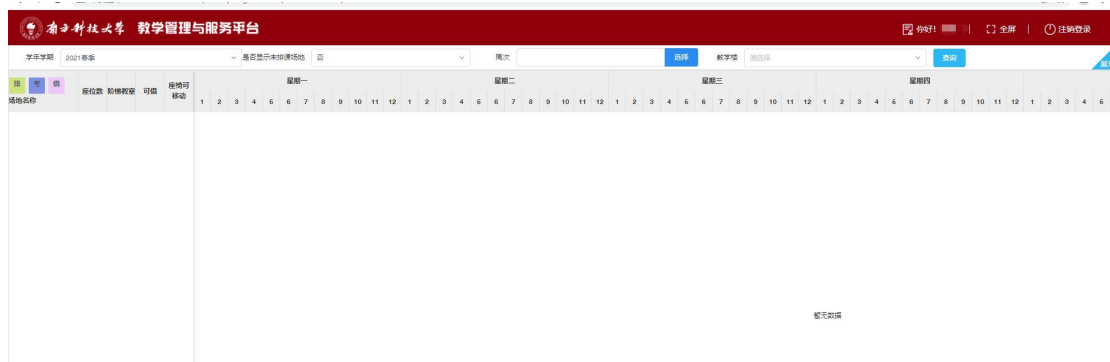 南方科技大学 教学管理与服务平台 你好! 全屏 | 注销登录
学年学期 2021春季 是否显示未排课场地 否 周次 选择 教学楼 请选择 查询
排 考 借 座位数 阶梯教室 可借 座椅可移动 星期一 星期二 星期三 星期四
场地名称
1 2 3 4 5 6 7 8 9 10 11 12 1 2 3 4 5 6 7 8 9 10 11 12 1 2 3 4 5 6 7 8 9 10 11 12 1 2 3 4 5 6 7 8 9 10 11 12 1 2 3 4 5
暂无数据